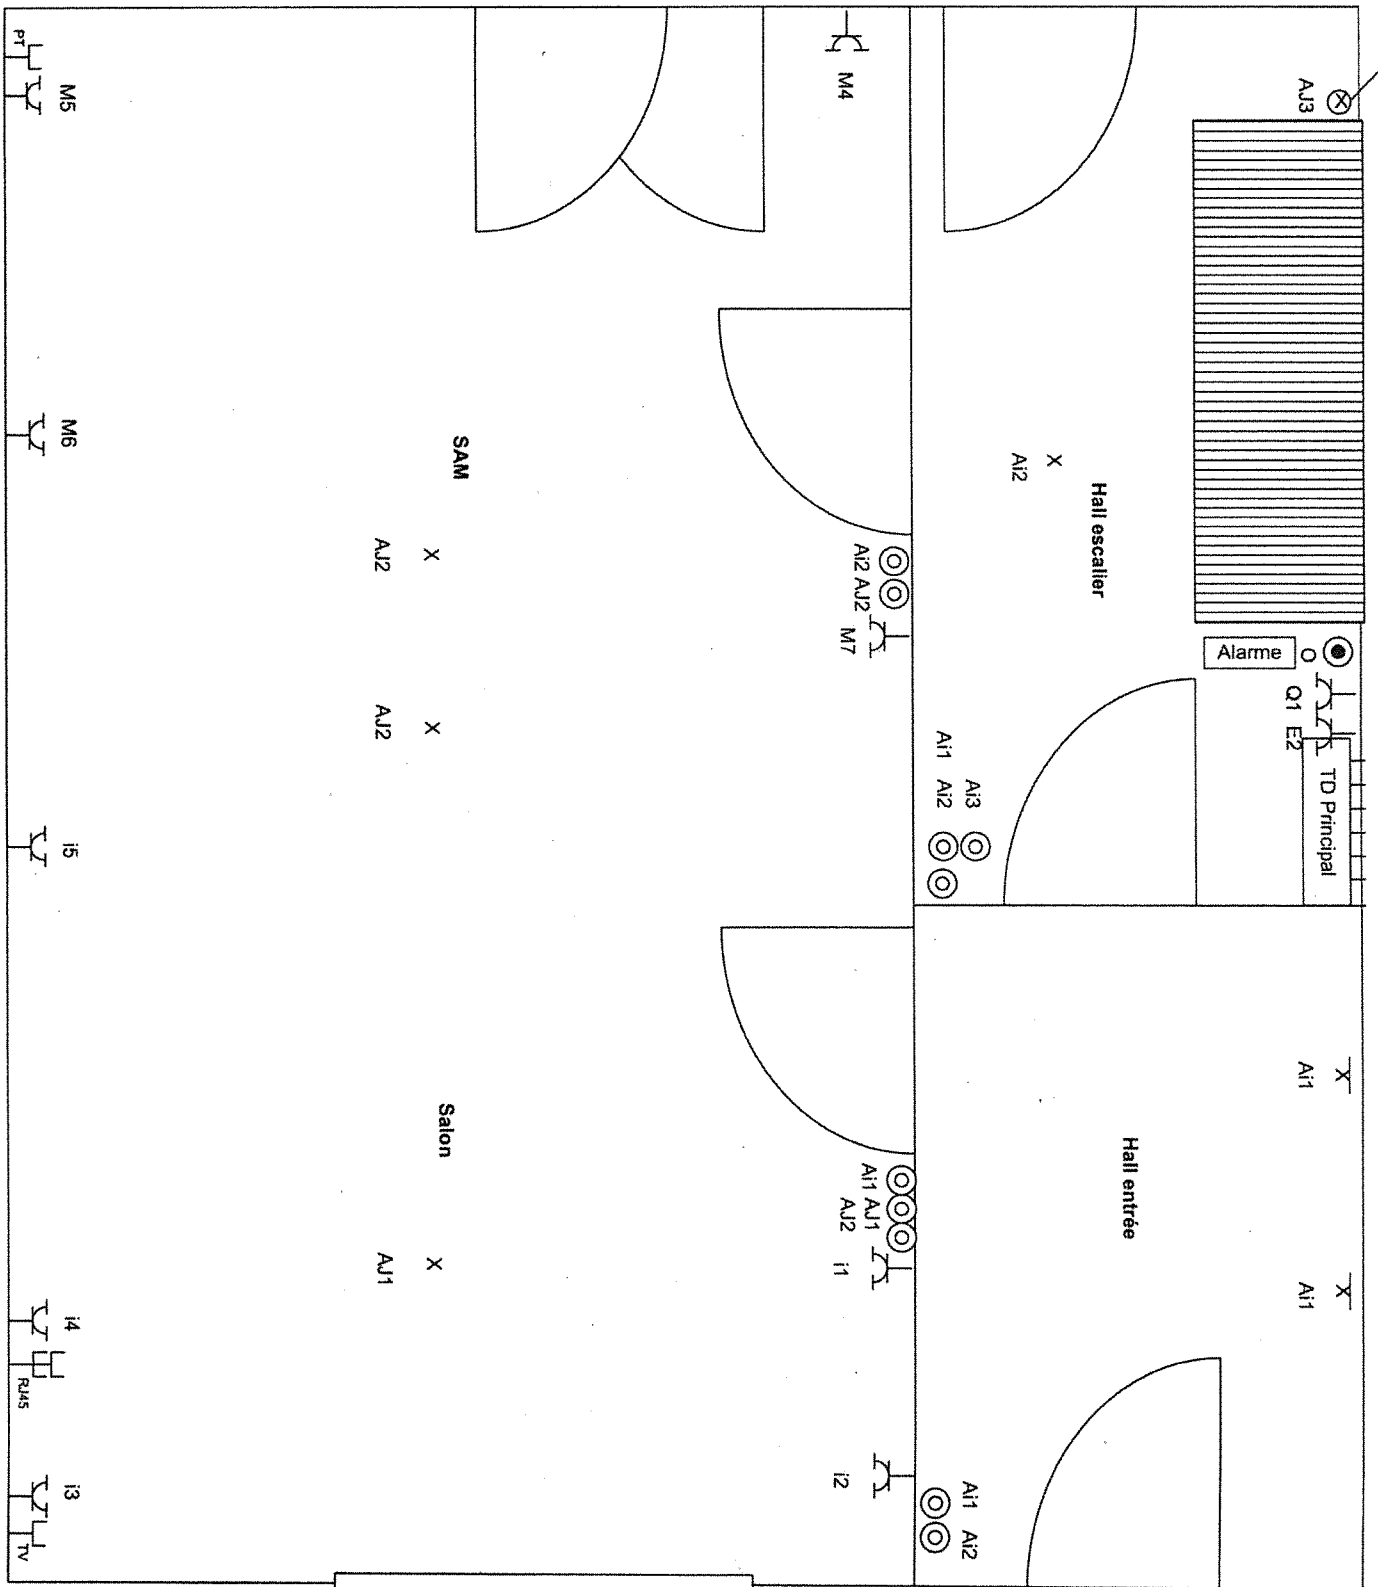 PT
M5
M4
AJ3
M6
SAM
Ai2
Hall escalier
AJ2
Ai2 AJ2
M7
Alarme
O
Q1 E2
TD Principal
AJ2
Ai1
Ai2 Ai3
i5
Ai1
Salon
Hall entrée
Ai1 AJ1
AJ2
i1
AJ1
Ai1
i4
RJ45
i3
TV
i2
Ai1 Ai2